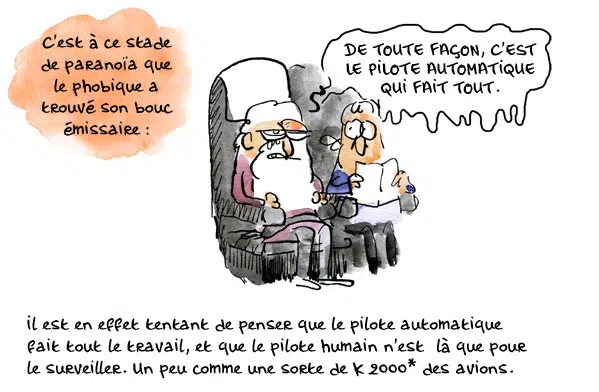 C'est à ce stade
de paranoïa que
le phobique a
trouvé son bouc
émissaire :
DE TOUTE FAÇON, C'EST
LE PILOTE AUTOMATIQUE
QUI FAIT TOUT.
il est en effet tentant de penser que le pilote automatique
fait tout le travail, et que le pilote humain n'est là que pour
le surveiller. Un peu comme une sorte de K 2000* des avions.